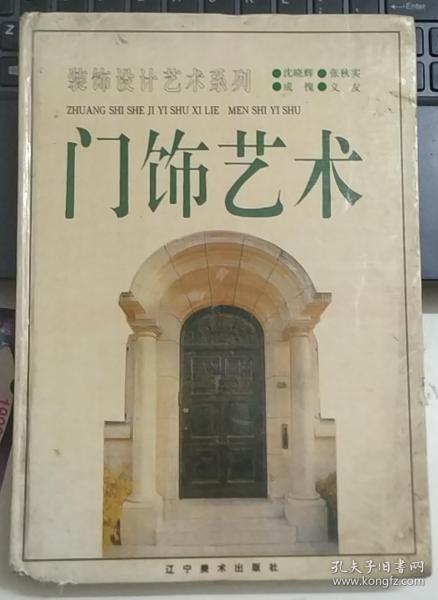 装饰设计艺术系列
●沈晓辉 ●张秋实
●成槐 ●文友
ZHUANG SHI SHE JI YI SHU XI LIE MEN SHI YI SHU
门饰艺术
辽宁美术出版社
孔夫子旧书网
book.kongfz.com